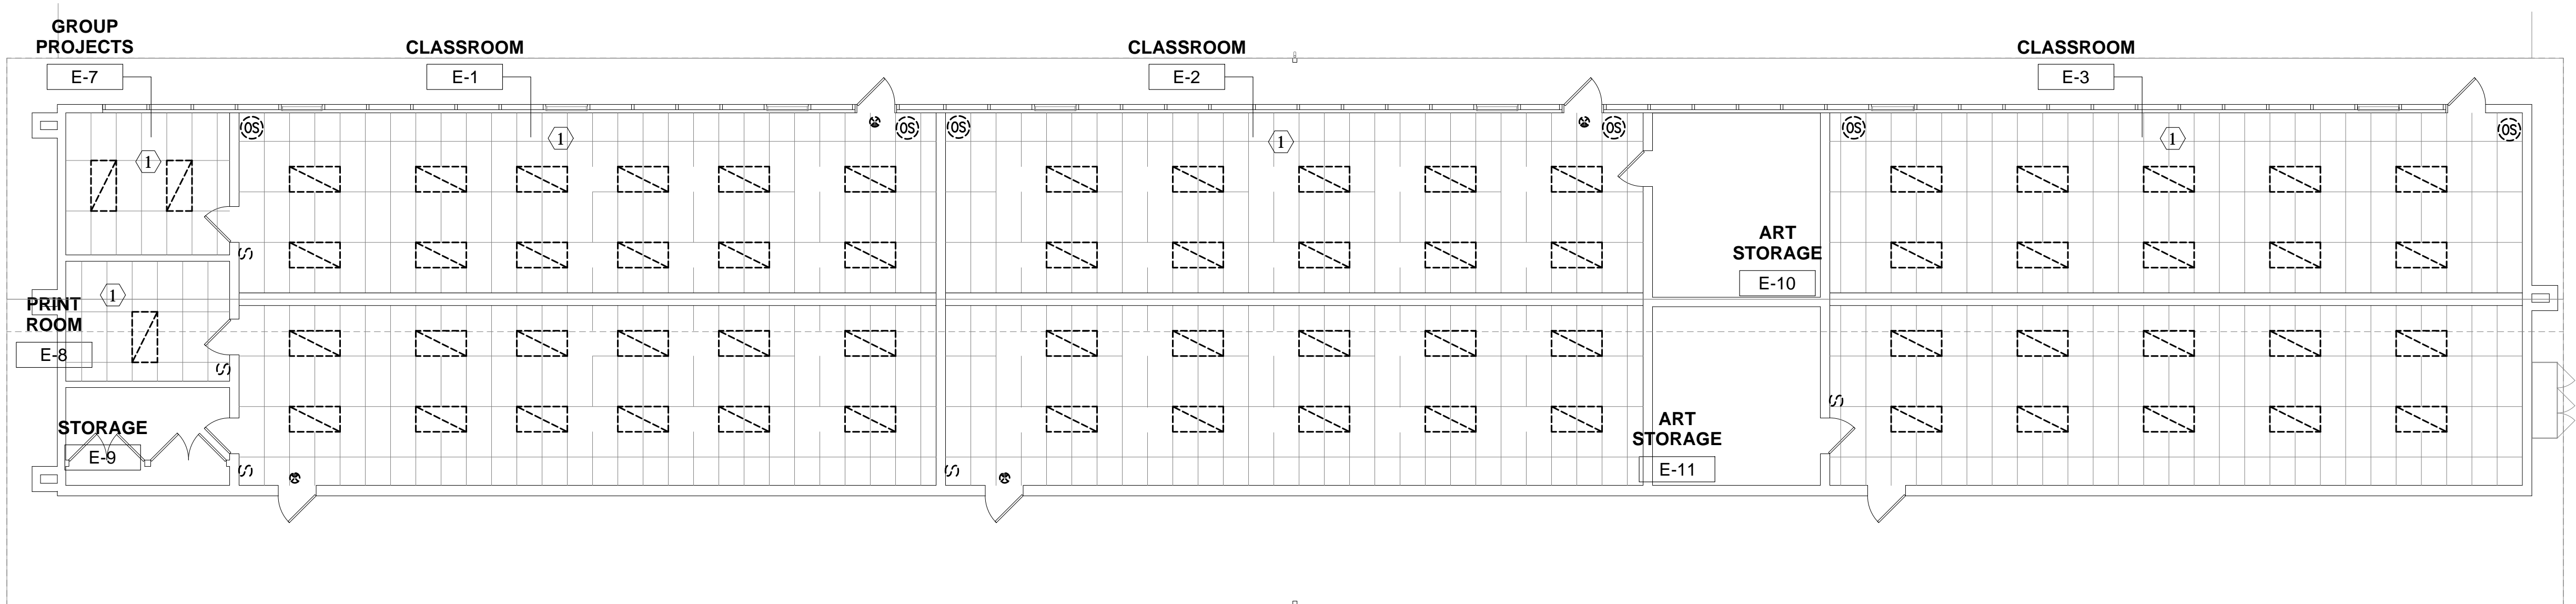 GROUP
PROJECTS
E-7
CLASSROOM
E-1
CLASSROOM
E-2
CLASSROOM
E-3
OS
OS
OS
OS
OS
OS
1
1
1
1
1
S
ART
STORAGE
E-10
PRINT
ROOM
E-8
S
S
STORAGE
E-9
S
S
ART
STORAGE
E-11